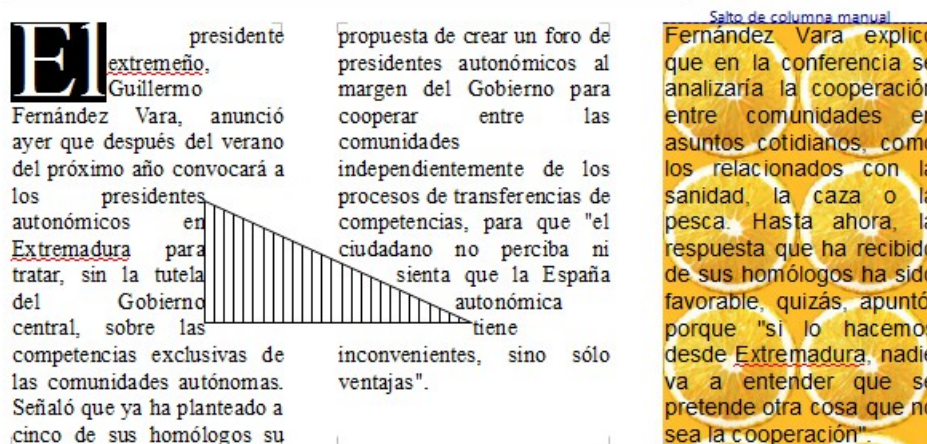 El presidente
extremeño,
Guillermo
Fernández Vara, anunció
ayer que después del verano
del próximo año convocará a
los presidentes
autonómicos en
Extremadura para
tratar, sin la tutela
del Gobierno
central, sobre las
competencias exclusivas de
las comunidades autónomas.
Señaló que ya ha planteado a
cinco de sus homólogos su
propuesta de crear un foro de
presidentes autonómicos al
margen del Gobierno para
cooperar entre las
comunidades
independientemente de los
procesos de transferencias de
competencias, para que "el
ciudadano no perciba ni
sienta que la España
autonómica
tiene
inconvenientes, sino sólo
ventajas".
Salto de columna manual
Fernández Vara explicó
que en la conferencia se
analizaría la cooperación
entre comunidades en
asuntos cotidianos, como
los relacionados con la
sanidad, la caza o la
pesca. Hasta ahora, la
respuesta que ha recibido
de sus homólogos ha sido
favorable, quizás, apuntó,
porque "si lo hacemos
desde Extremadura, nadie
va a entender que se
pretende otra cosa que no
sea la cooperación".